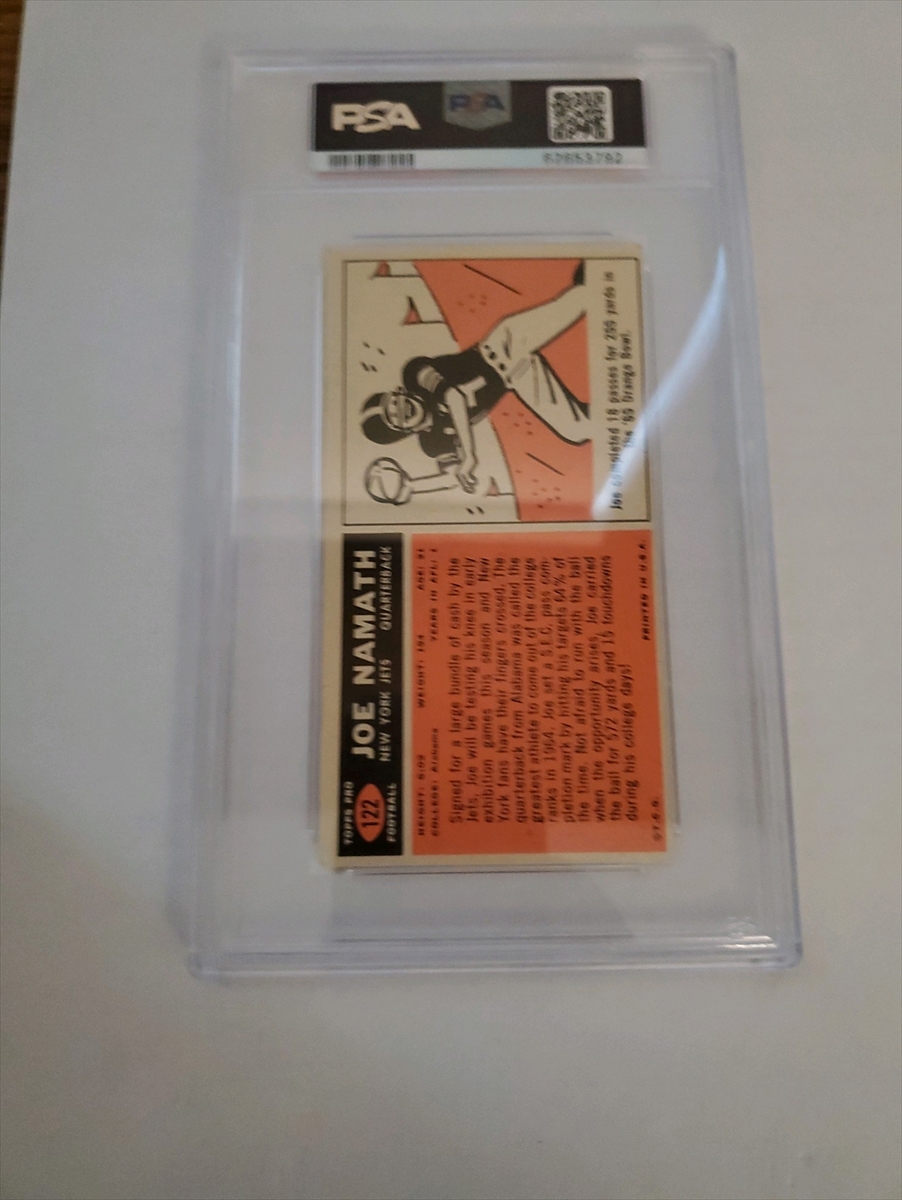 PSA
PSA
62653792
TOPPS PRO
122
FOOTBALL
JOE NAMATH
NEW YORK JETS QUARTERBACK
HEIGHT: 6:02 WEIGHT: 194 AGE: 21
COLLEGE: Alabama YEARS IN AFL: 1
Signed for a large bundle of cash by the
Jets, Joe will be testing his knee in early
exhibition games this season and New
York fans have their fingers crossed. The
quarterback from Alabama was called the
greatest athlete to come out of the college
ranks in 1964. Joe set a S.E.C. pass com-
pletion mark by hitting his targets 64% of
the time. Not afraid to run with the ball
when the opportunity arises, Joe carried
the ball for 572 yards and 15 touchdowns
during his college days!
©T.C.G. PRINTED IN U.S.A.
Joe completed 18 passes for 255 yards in
the '65 Orange Bowl.